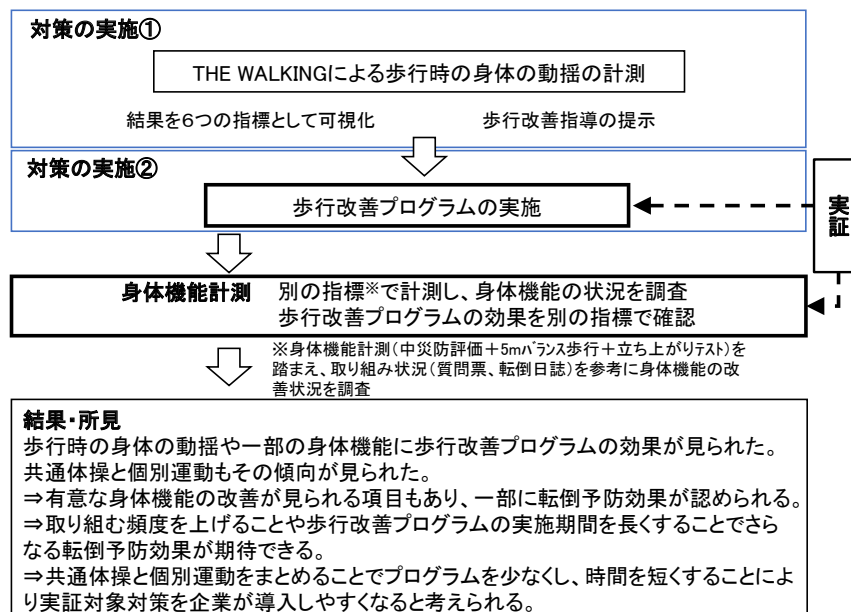 対策の実施①
THE WALKINGによる歩行時の身体の動揺の計測
結果を6つの指標として可視化 歩行改善指導の提示
対策の実施②
歩行改善プログラムの実施
実証
身体機能計測 別の指標※で計測し、身体機能の状況を調査
歩行改善プログラムの効果を別の指標で確認
※身体機能計測(中災防評価+5mバランス歩行+立ち上がりテスト)を
踏まえ、取り組み状況(質問票、転倒日誌)を参考に身体機能の改
善状況を調査
結果・所見
歩行時の身体の動揺や一部の身体機能に歩行改善プログラムの効果が見られた。
共通体操と個別運動もその傾向が見られた。
⇒有意な身体機能の改善が見られる項目もあり、一部に転倒予防効果が認められる。
⇒取り組む頻度を上げることや歩行改善プログラムの実施期間を長くすることでさら
なる転倒予防効果が期待できる。
⇒共通体操と個別運動をまとめることでプログラムを少なくし、時間を短くすることによ
り実証対象対策を企業が導入しやすくなると考えられる。